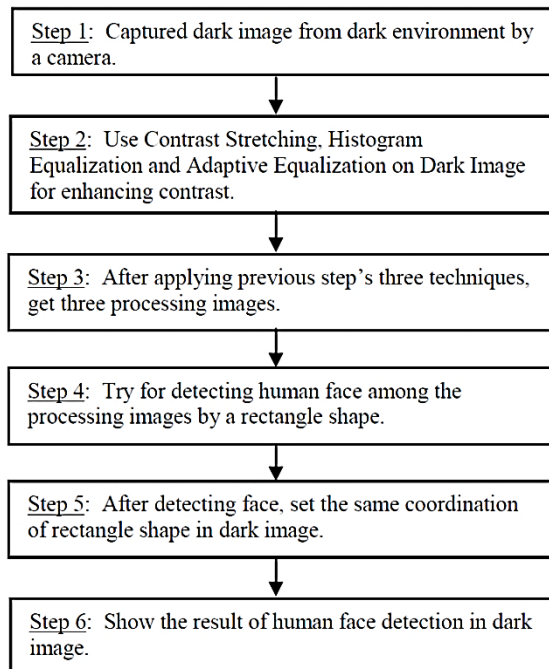 Step 1: Captured dark image from dark environment by
a camera.
Step 2: Use Contrast Stretching, Histogram
Equalization and Adaptive Equalization on Dark Image
for enhancing contrast.
Step 3: After applying previous step’s three techniques,
get three processing images.
Step 4: Try for detecting human face among the
processing images by a rectangle shape.
Step 5: After detecting face, set the same coordination
of rectangle shape in dark image.
Step 6: Show the result of human face detection in dark
image.